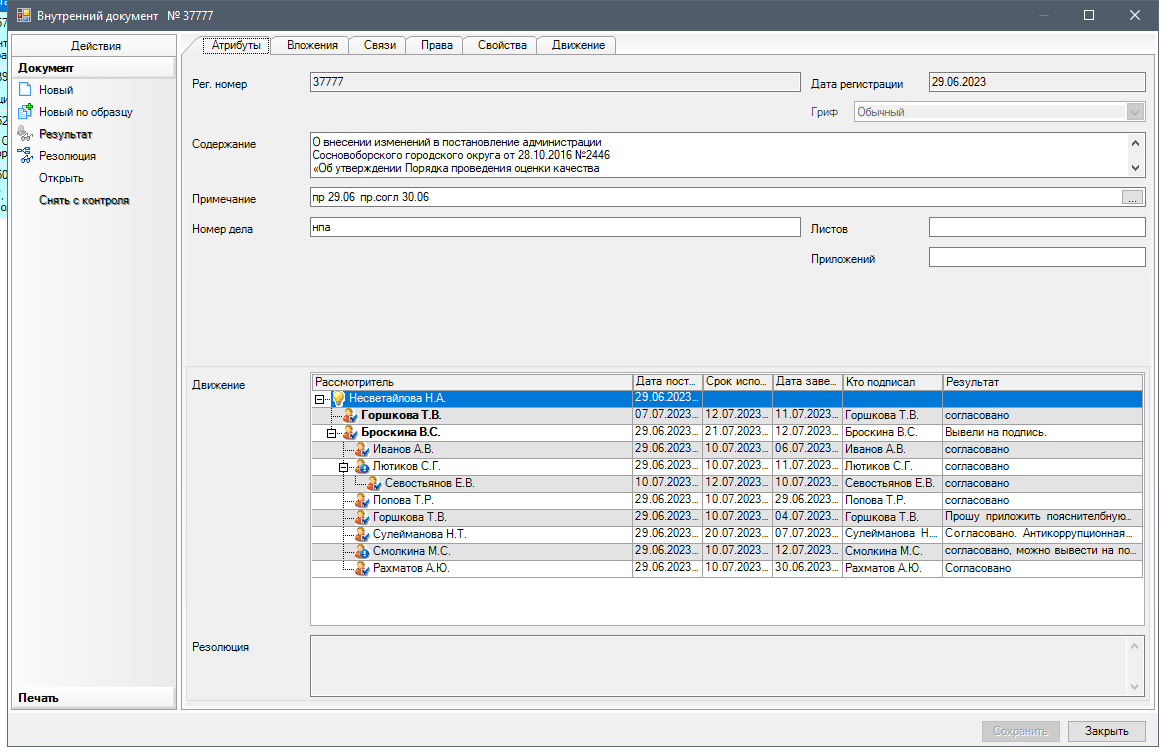 Внутренний документ № 37777
Действия
Документ
Новый
Новый по образцу
Результат
Резолюция
Открыть
Снять с контроля
Печать
Атрибуты Вложения Связи Права Свойства Движение
Рег. номер 37777 Дата регистрации 29.06.2023
Гриф Обычный
Содержание О внесении изменений в постановление администрации
Сосновоборского городского округа от 28.10.2016 №2446
«Об утверждении Порядка проведения оценки качества
Примечание пр 29.06 пр.согл 30.06 ...
Номер дела нпа Листов
Приложений
Движение
Рассмотритель Дата пост... Срок испо... Дата заве... Кто подписал Результат
Несветайлова Н.А. 29.06.2023...
Горшкова Т.В. 07.07.2023... 12.07.2023... 11.07.2023... Горшкова Т.В. согласовано
Броскина В.С. 29.06.2023... 21.07.2023... 12.07.2023... Броскина В.С. Вывели на подпись.
Иванов А.В. 29.06.2023... 10.07.2023... 06.07.2023... Иванов А.В. согласовано
Лютиков С.Г. 29.06.2023... 10.07.2023... 11.07.2023... Лютиков С.Г. согласовано
Севостьянов Е.В. 10.07.2023... 12.07.2023... 10.07.2023... Севостьянов Е.В. согласовано
Попова Т.Р. 29.06.2023... 10.07.2023... 29.06.2023... Попова Т.Р. согласовано
Горшкова Т.В. 29.06.2023... 10.07.2023... 04.07.2023... Горшкова Т.В. Прошу приложить пояснителбную...
Сулейманова Н.Т. 29.06.2023... 20.07.2023... 07.07.2023... Сулейманова Н.... Согласовано. Антикоррупционная...
Смолкина М.С. 29.06.2023... 10.07.2023... 12.07.2023... Смолкина М.С. согласовано, можно вывести на по...
Рахматов А.Ю. 29.06.2023... 10.07.2023... 30.06.2023... Рахматов А.Ю. Согласовано
Резолюция
Сохранить Закрыть